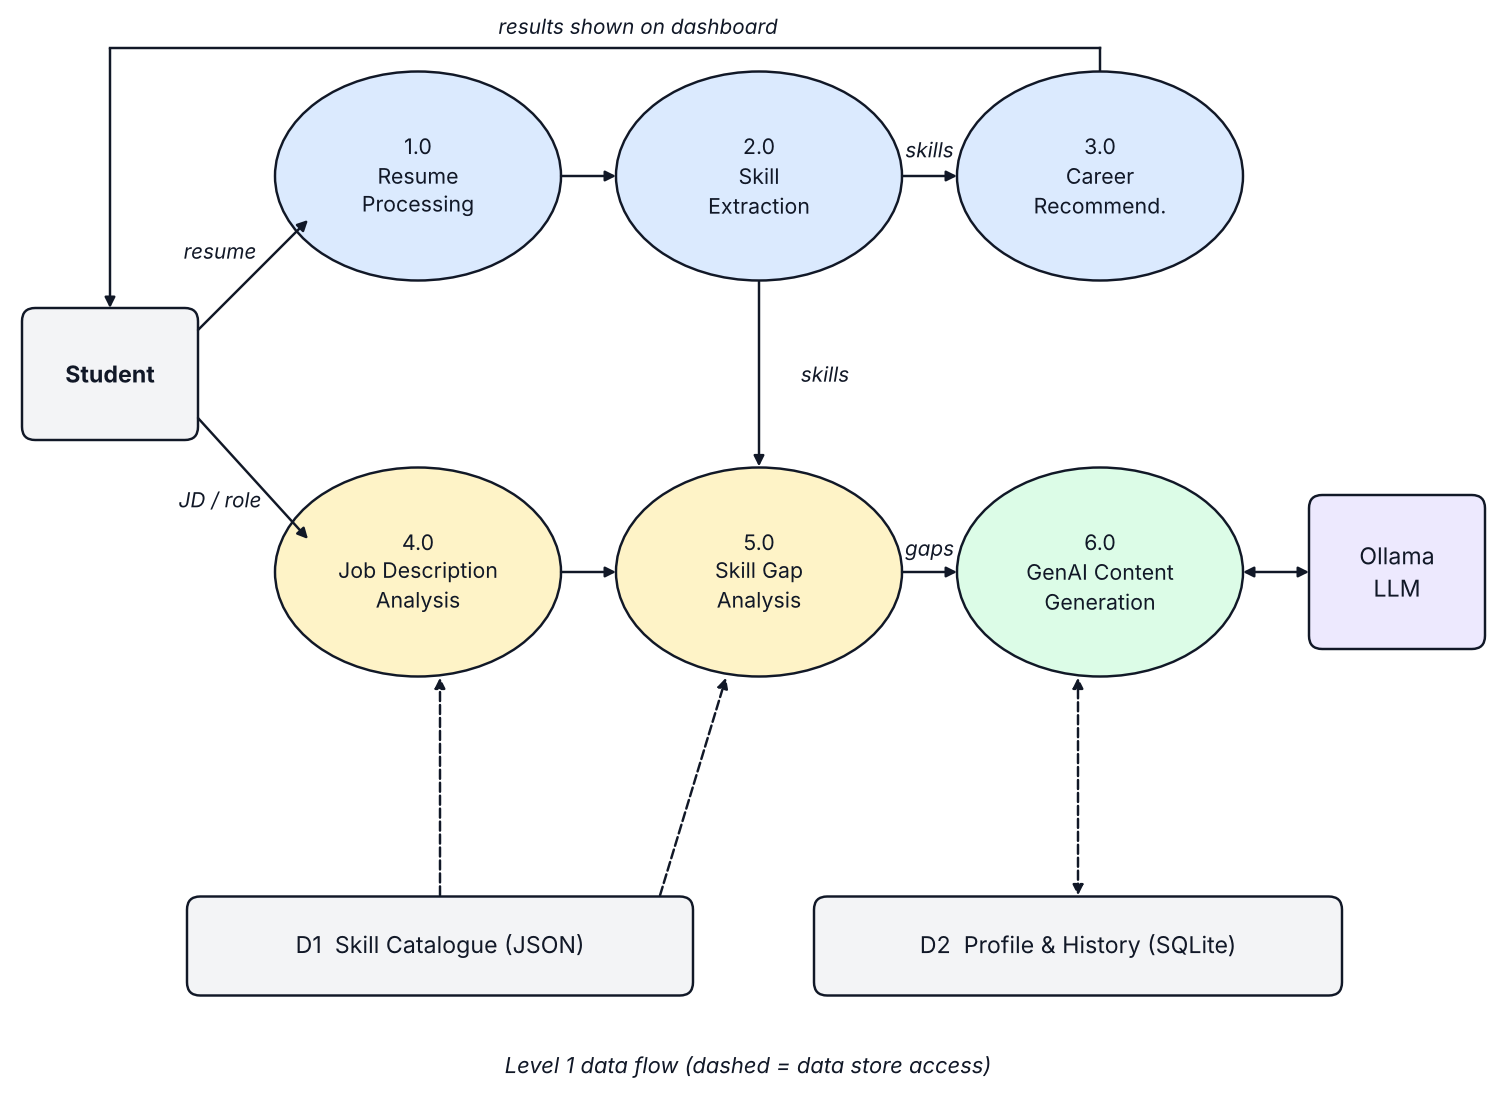 results shown on dashboard
1.0
Resume
Processing
2.0
Skill
Extraction
skills
3.0
Career
Recommend.
resume
Student
skills
JD / role
4.0
Job Description
Analysis
5.0
Skill Gap
Analysis
gaps
6.0
GenAI Content
Generation
Ollama
LLM
D1  Skill Catalogue (JSON)
D2  Profile & History (SQLite)
Level 1 data flow (dashed = data store access)